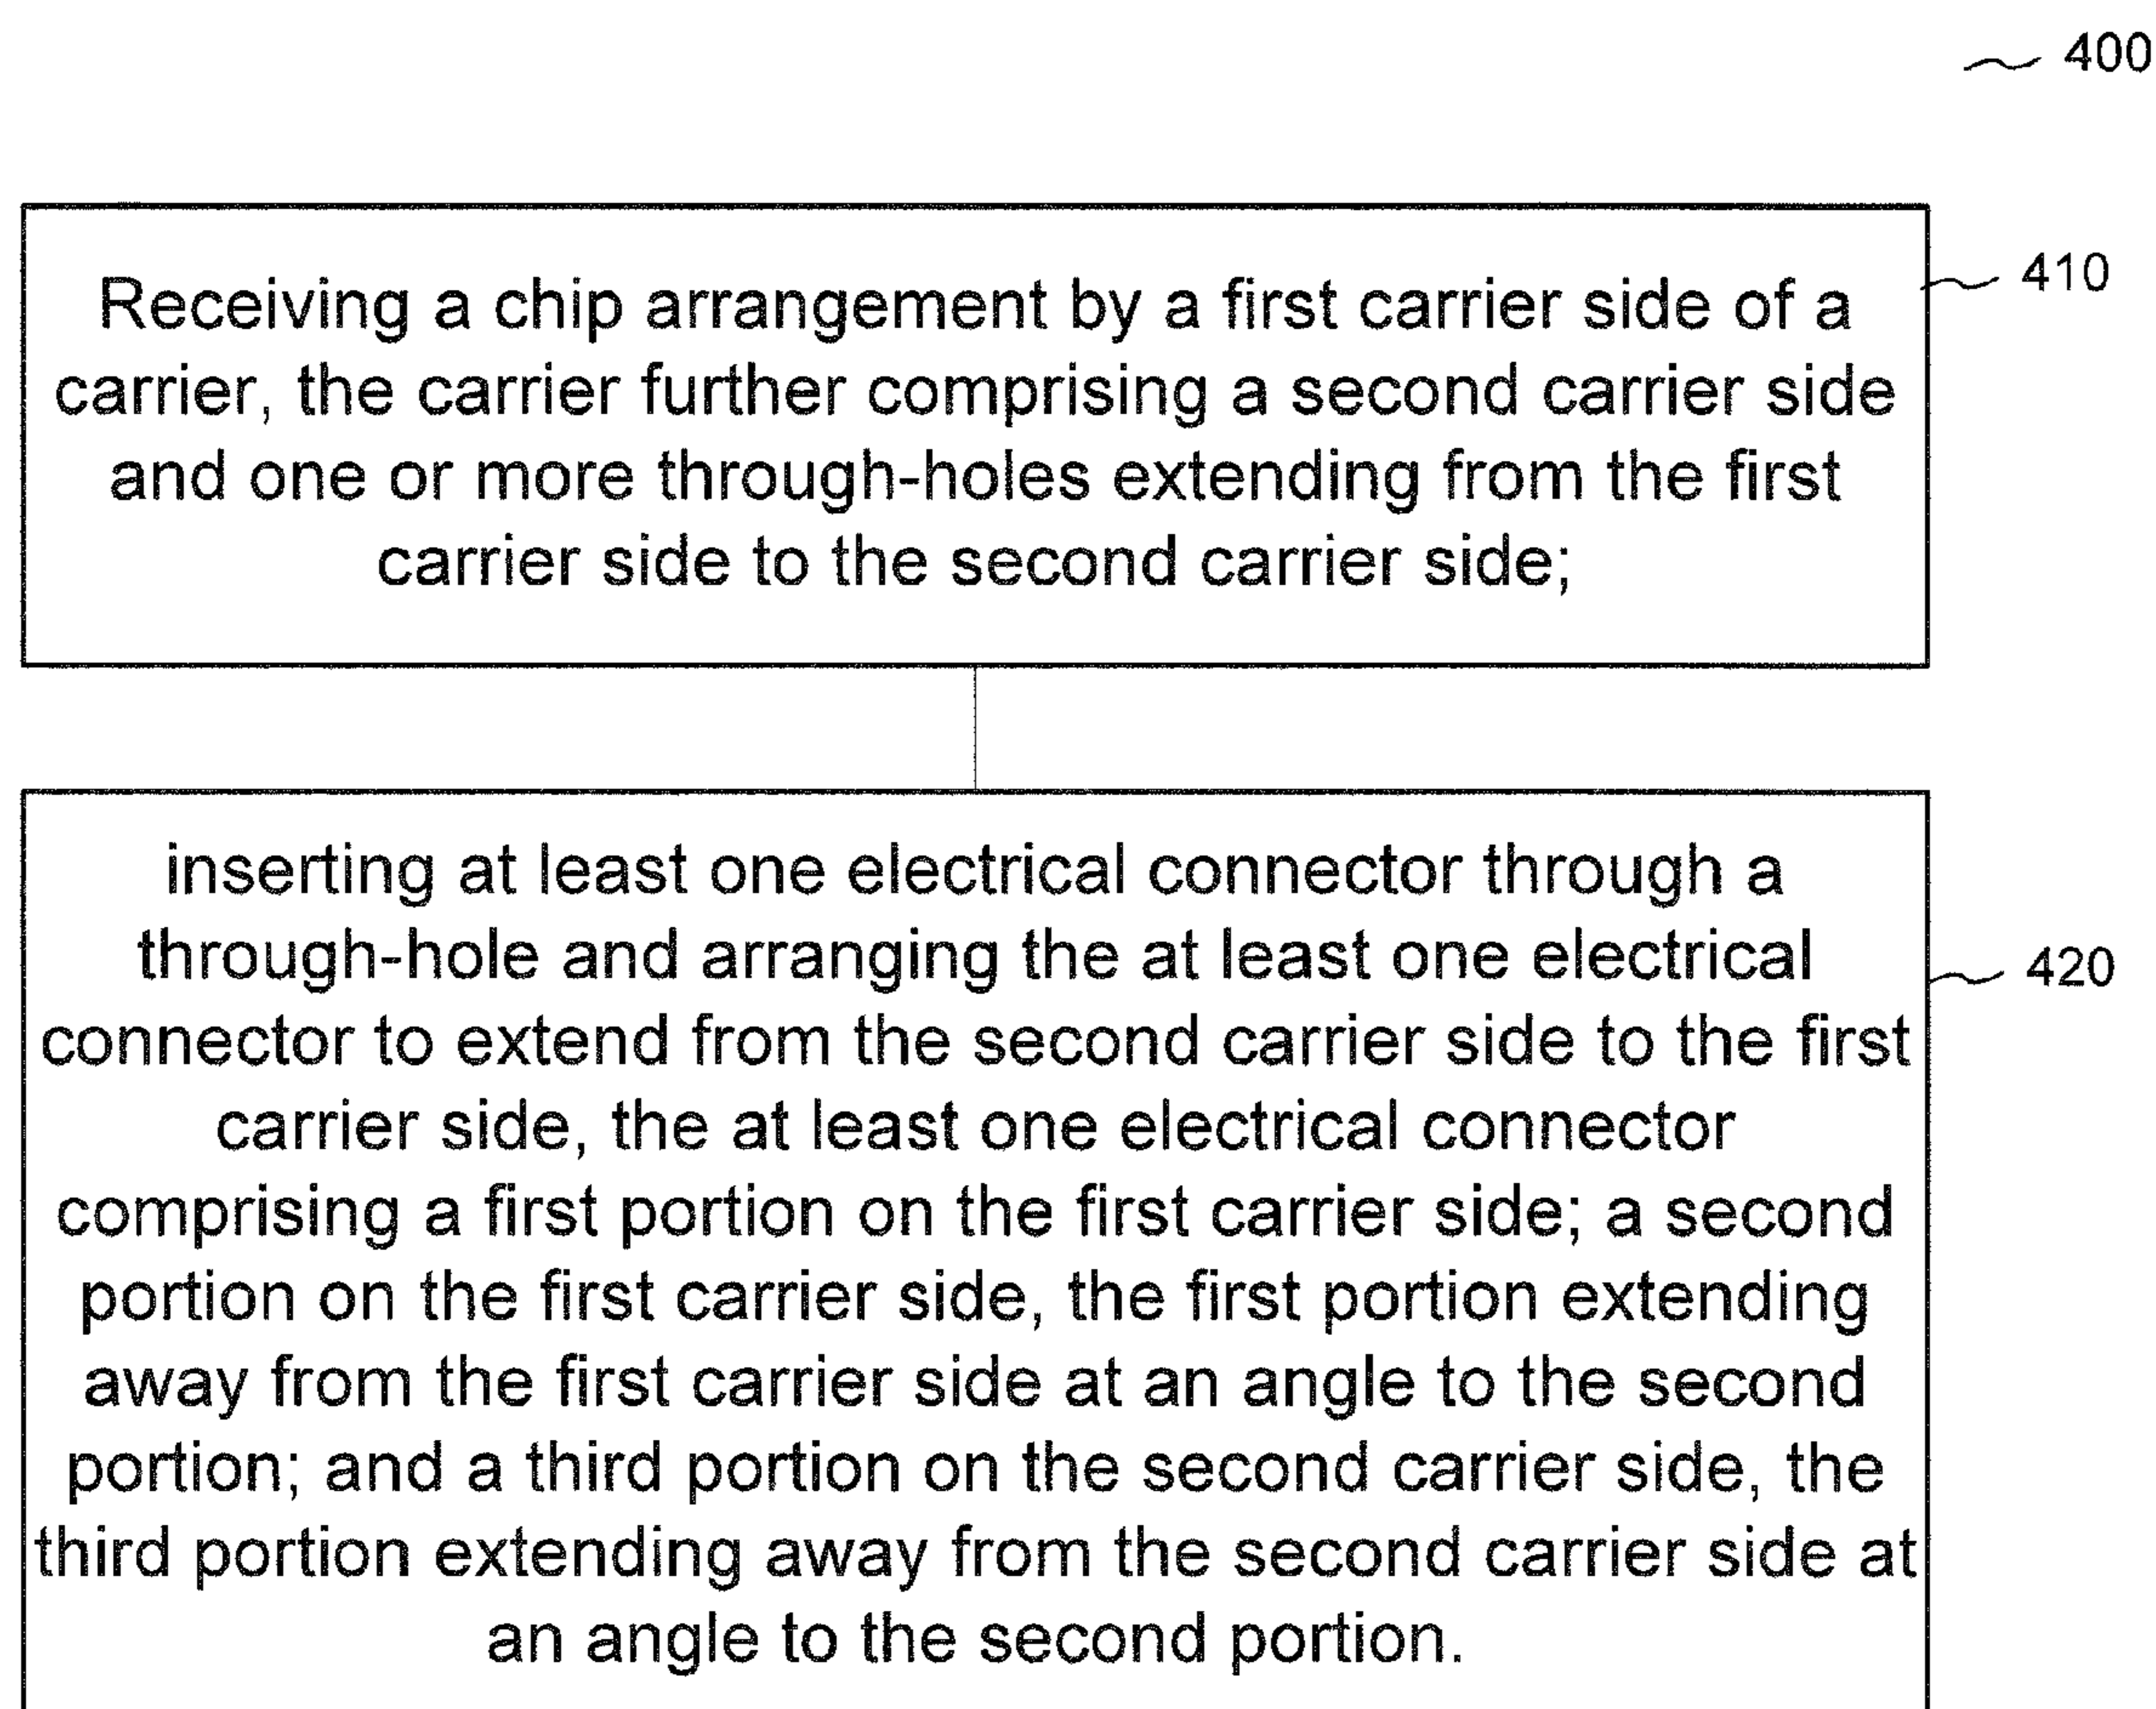 400
Receiving a chip arrangement by a first carrier side of a
410
carrier, the carrier further comprising a second carrier side
and one or more through-holes extending from the first
carrier side to the second carrier side;
inserting at least one electrical connector through a
through-hole and arranging the at least one electrical
420
connector to extend from the second carrier side to the first
carrier side, the at least one electrical connector
comprising a first portion on the first carrier side; a second
portion on the first carrier side, the first portion extending
away from the first carrier side at an angle to the second
portion; and a third portion on the second carrier side, the
third portion extending away from the second carrier side at
an angle to the second portion.